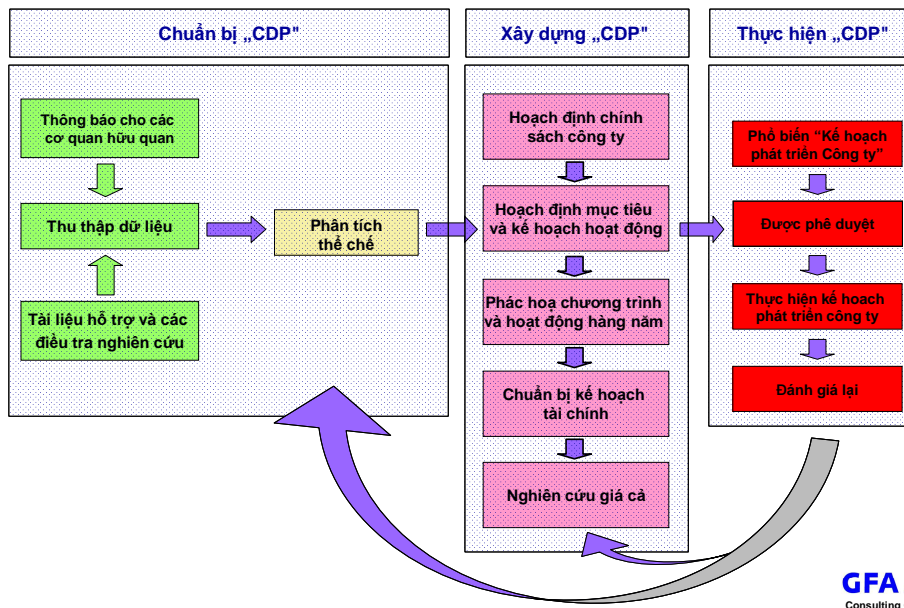 Chuẩn bị „CDP"
Xây dựng „CDP"
Thực hiện „CDP"
Thông báo cho các
cơ quan hữu quan
Thu thập dữ liệu
Tài liệu hỗ trợ và các
điều tra nghiên cứu
Phân tích
thể chế
Hoạch định chính
sách công ty
Hoạch định mục tiêu
và kế hoạch hoạt động
Phác hoạ chương trình
và hoạt động hàng năm
Chuẩn bị kế hoạch
tài chính
Nghiên cứu giá cả
Phổ biến “Kế hoạch
phát triển Công ty”
Được phê duyệt
Thực hiện kế hoach
phát triển công ty
Đánh giá lại
GFA
Consulting